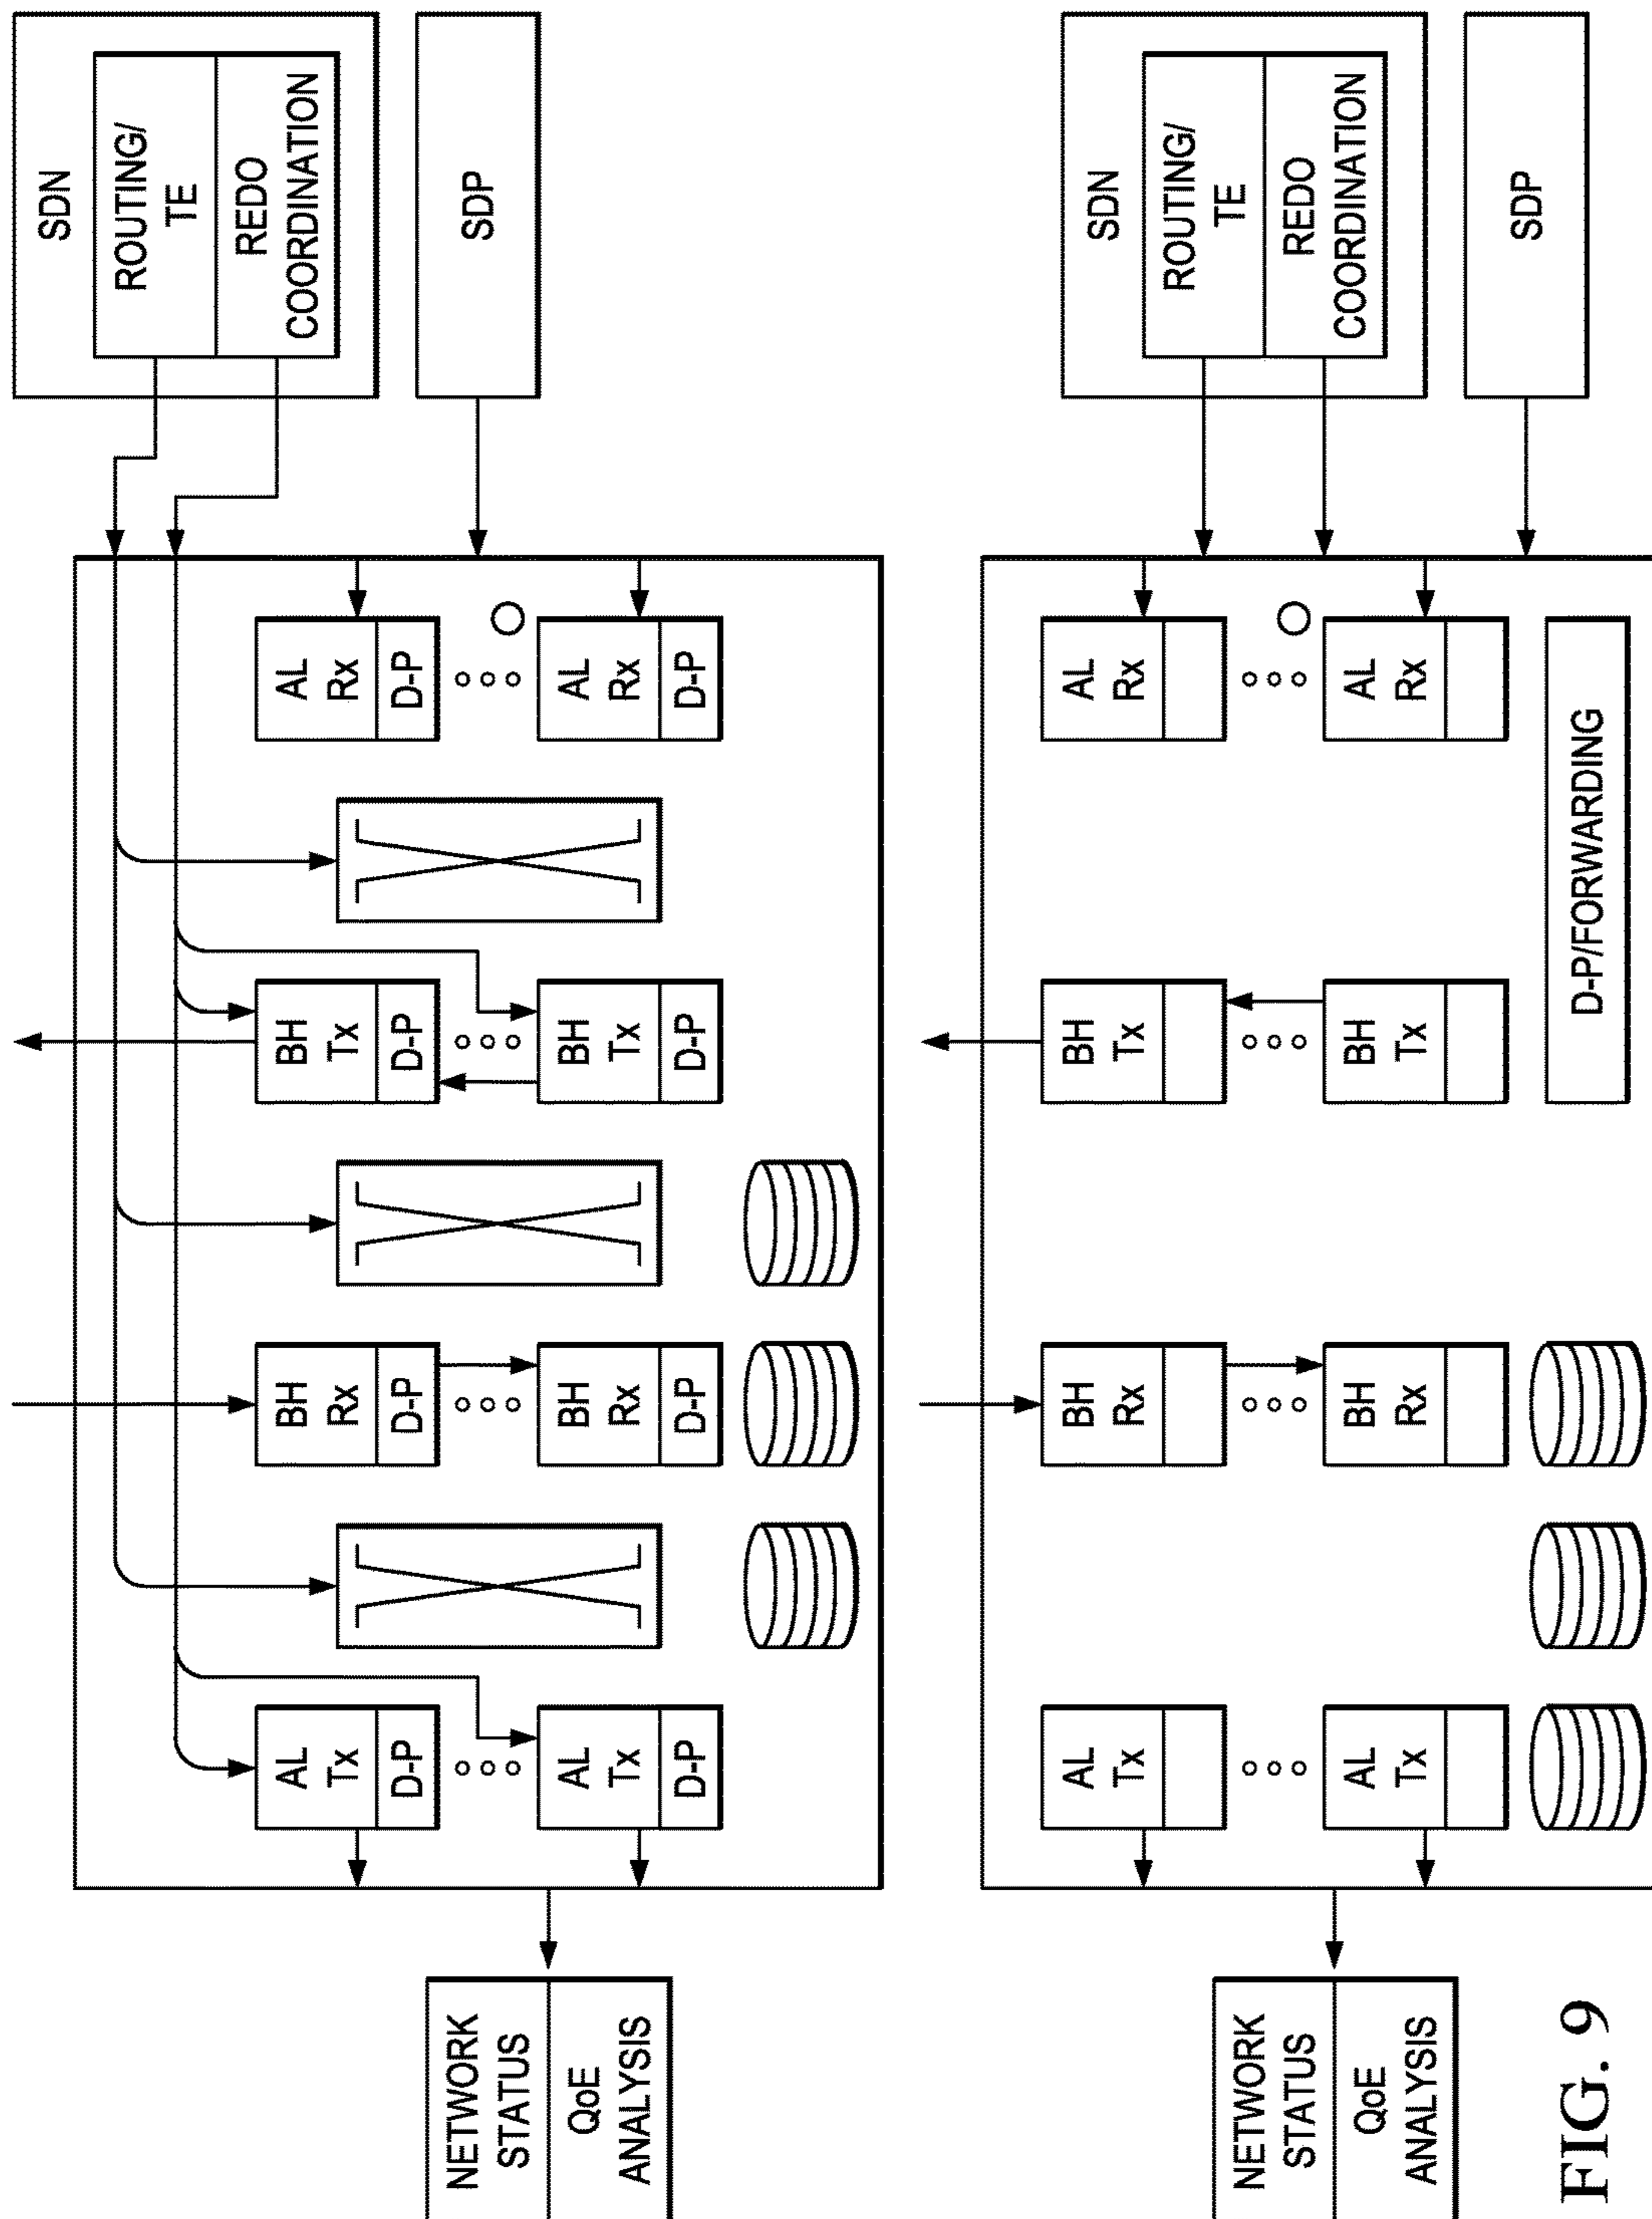 NETWORK
STATUS
QoE
ANALYSIS
AL
Tx
D-P
AL
Tx
D-P
BH
Rx
D-P
BH
Rx
D-P
BH
Tx
D-P
BH
Tx
D-P
AL
Rx
D-P
AL
Rx
D-P
SDN
ROUTING/
TE
REDO
COORDINATION
SDP
NETWORK
STATUS
QoE
ANALYSIS
AL
Tx
AL
Tx
BH
Rx
BH
Rx
BH
Tx
BH
Tx
AL
Rx
AL
Rx
D-P/FORWARDING
SDN
ROUTING/
TE
REDO
COORDINATION
SDP
FIG. 9